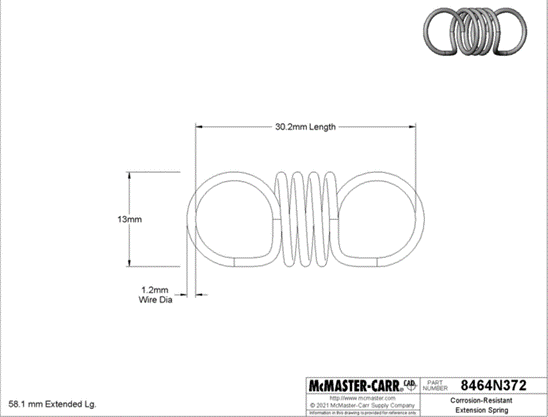 30.2mm Length
13mm
1.2mm
Wire Dia
58.1 mm Extended Lg.
McMASTER-CARR CAD
http://www.mcmaster.com
© 2021 McMaster-Carr Supply Company
Information in this drawing is provided for reference only.
PART
NUMBER
8464N372
Corrosion-Resistant
Extension Spring